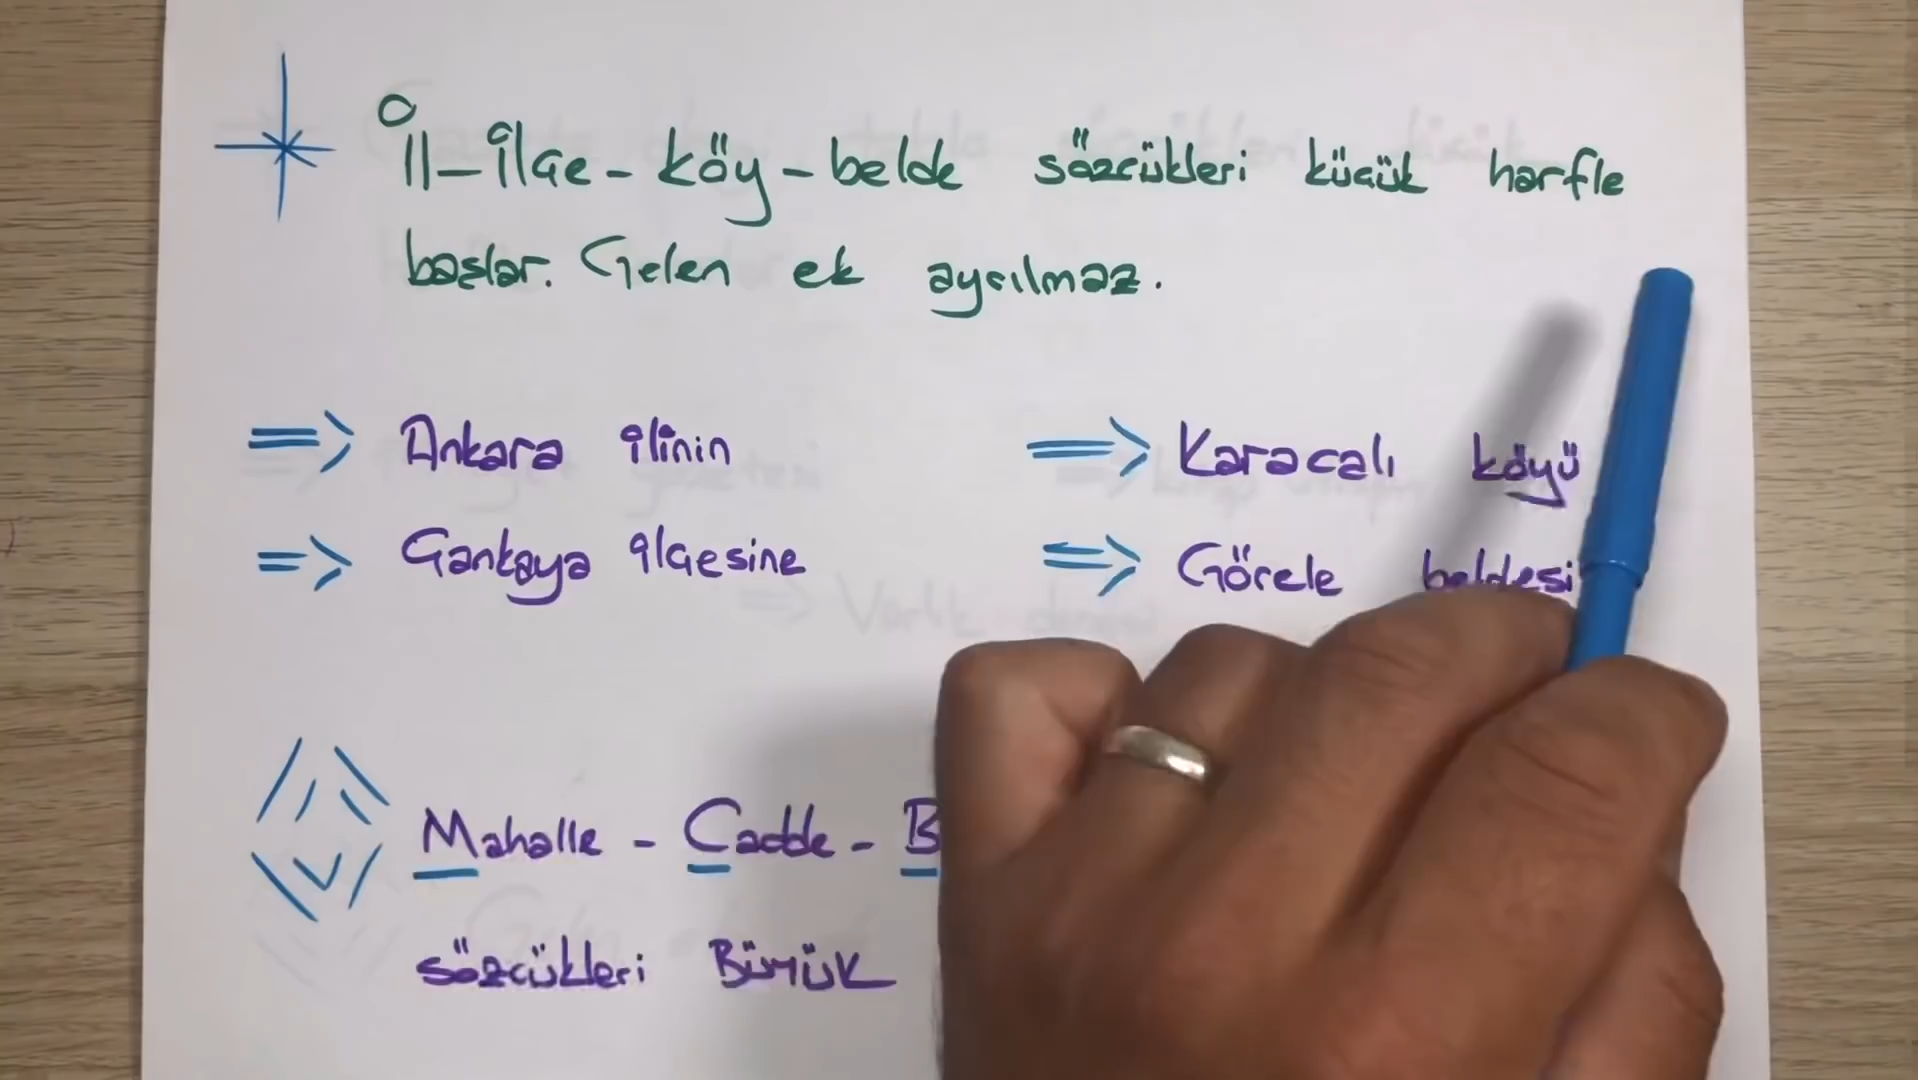 İl-İlçe-köy-belde sözcükleri küçük harfle
başlar. Gelen ek ayrılmaz.
⇒ Ankara ilinin
⇒ Karacalı köyü
⇒ Çankaya ilçesine
⇒ Görele beldesi
Mahalle - Cadde - B
sözcükleri BÜYÜK